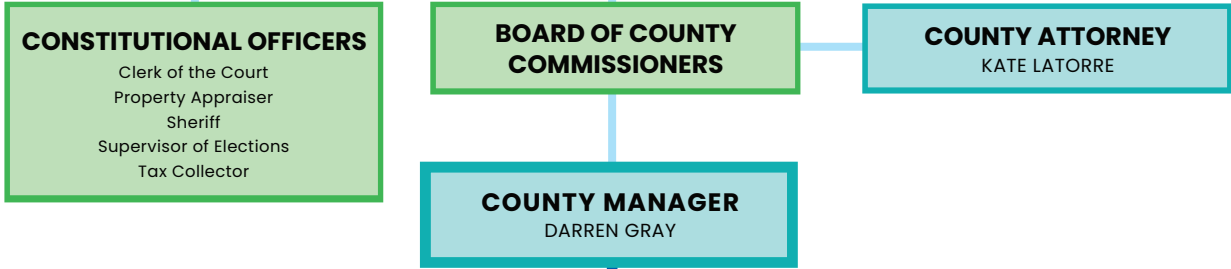 CONSTITUTIONAL OFFICERS
Clerk of the Court
Property Appraiser
Sheriff
Supervisor of Elections
Tax Collector
BOARD OF COUNTY
COMMISSIONERS
COUNTY ATTORNEY
KATE LATORRE
COUNTY MANAGER
DARREN GRAY